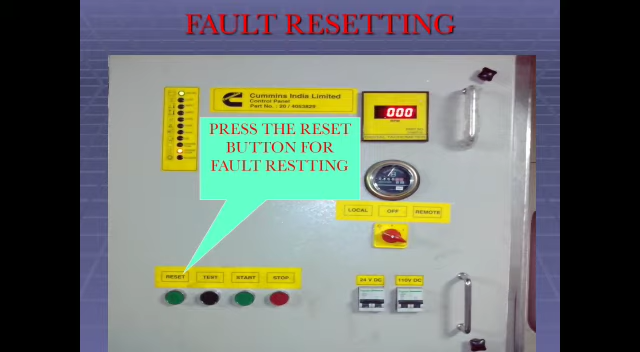 FAULT RESETTING
Cummins India Limited
Control Panel
000
PRESS THE RESET
BUTTON FOR
FAULT RESTTING
LOCAL OFF REMOTE
RESET TEST START STOP
24 V DC 110V DC